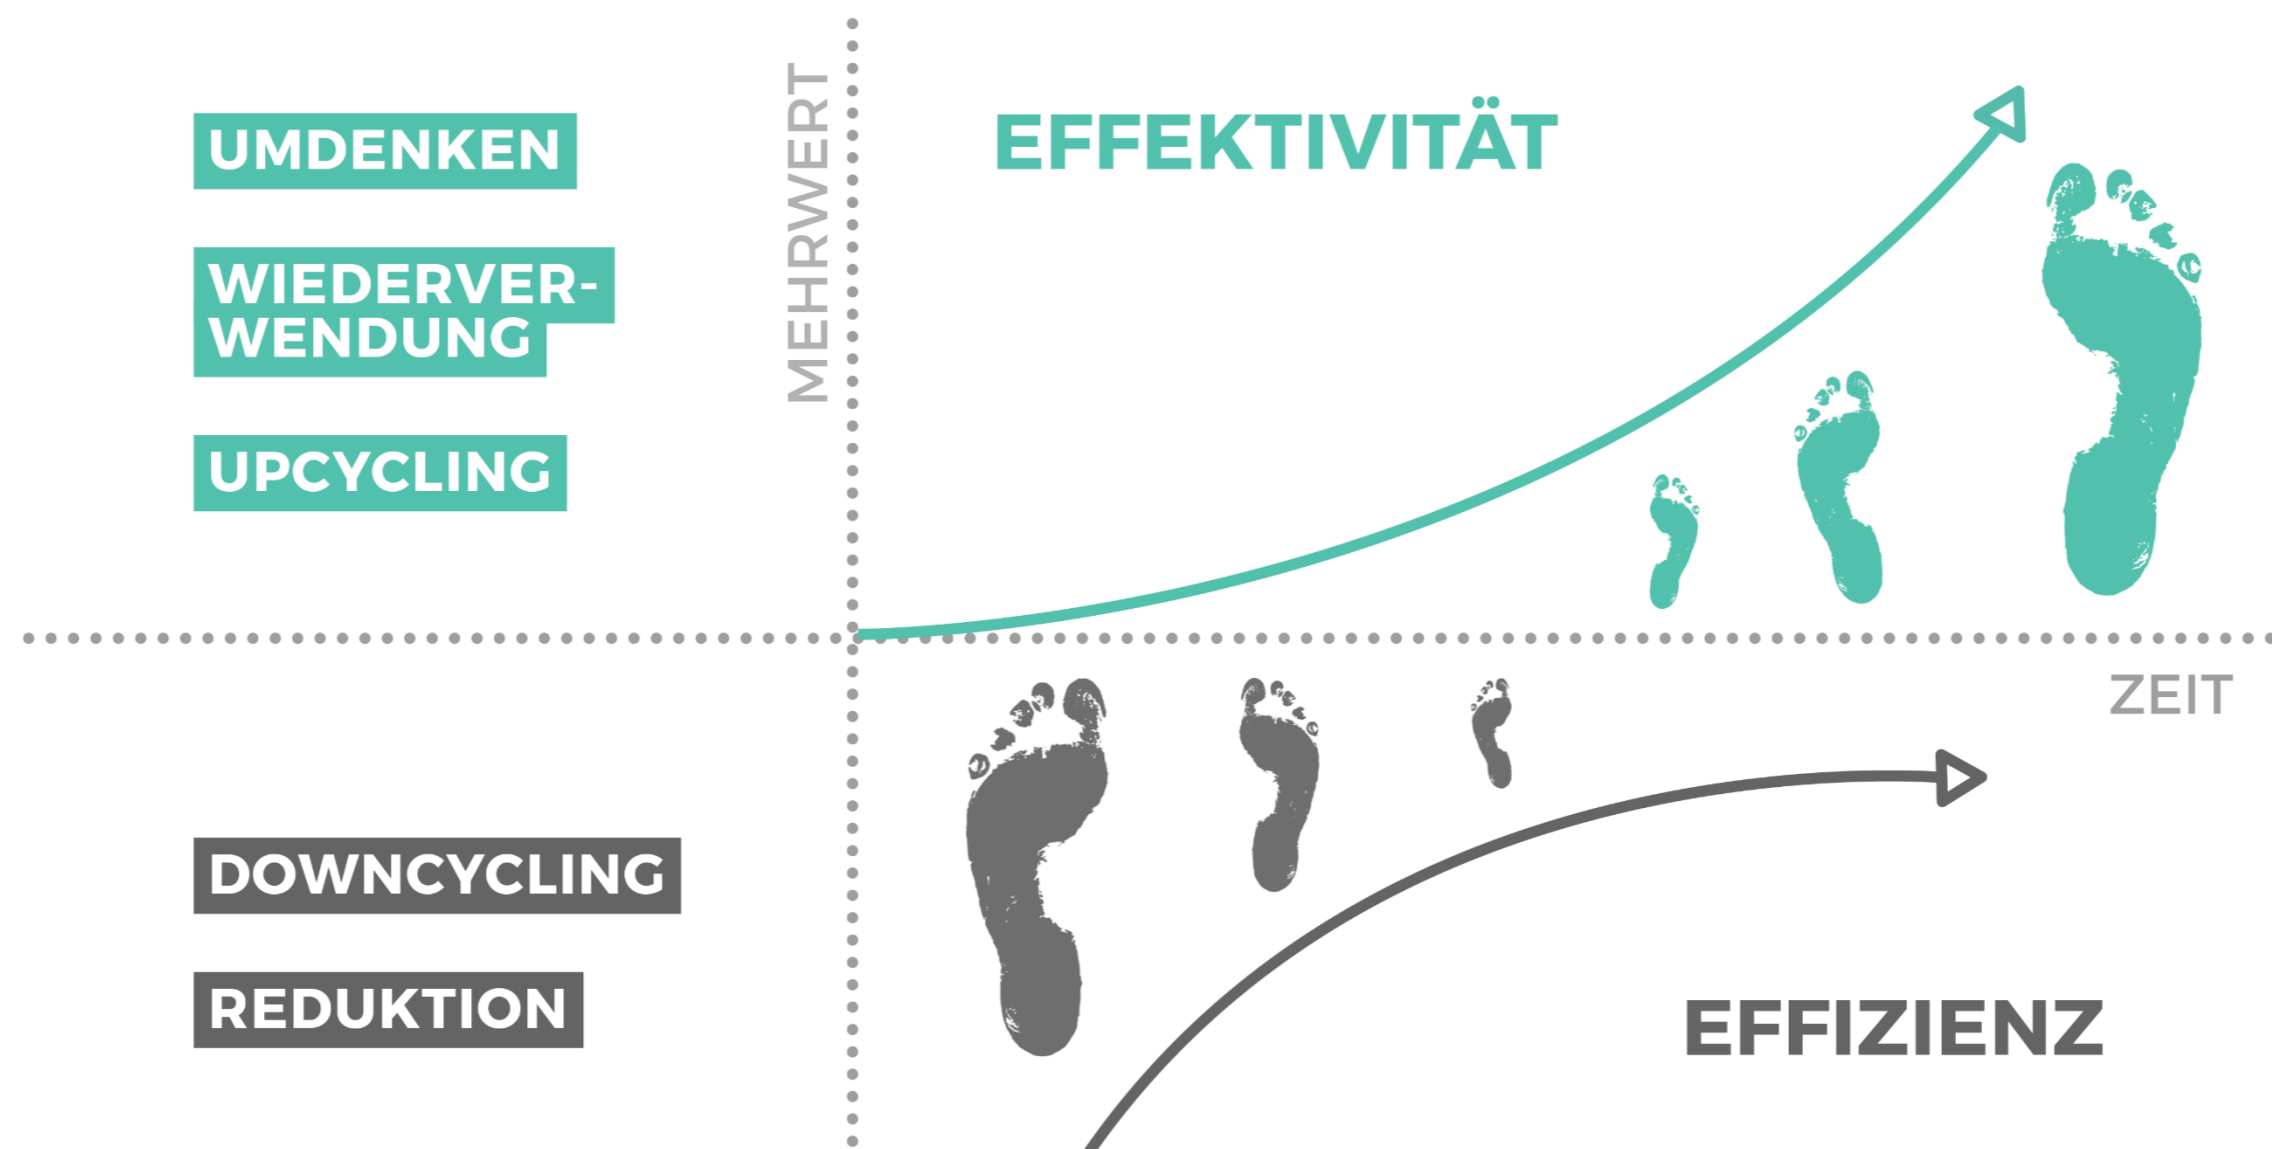 UMDENKEN
WIEDERVER-
WENDUNG
UPCYCLING
MEHRWERT
EFFEKTIVITÄT
ZEIT
DOWNCYCLING
REDUKTION
EFFIZIENZ